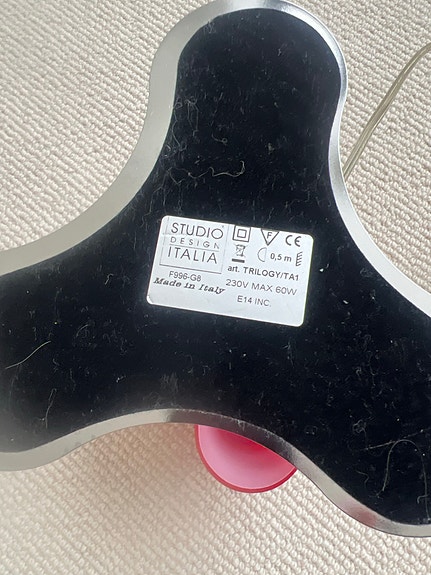 STUDIO
DESIGN
ITALIA
F996-G8
Made in Italy
F CE
0,5 m
art. TRILOGY/TA1
230V MAX 60W
E14 INC.